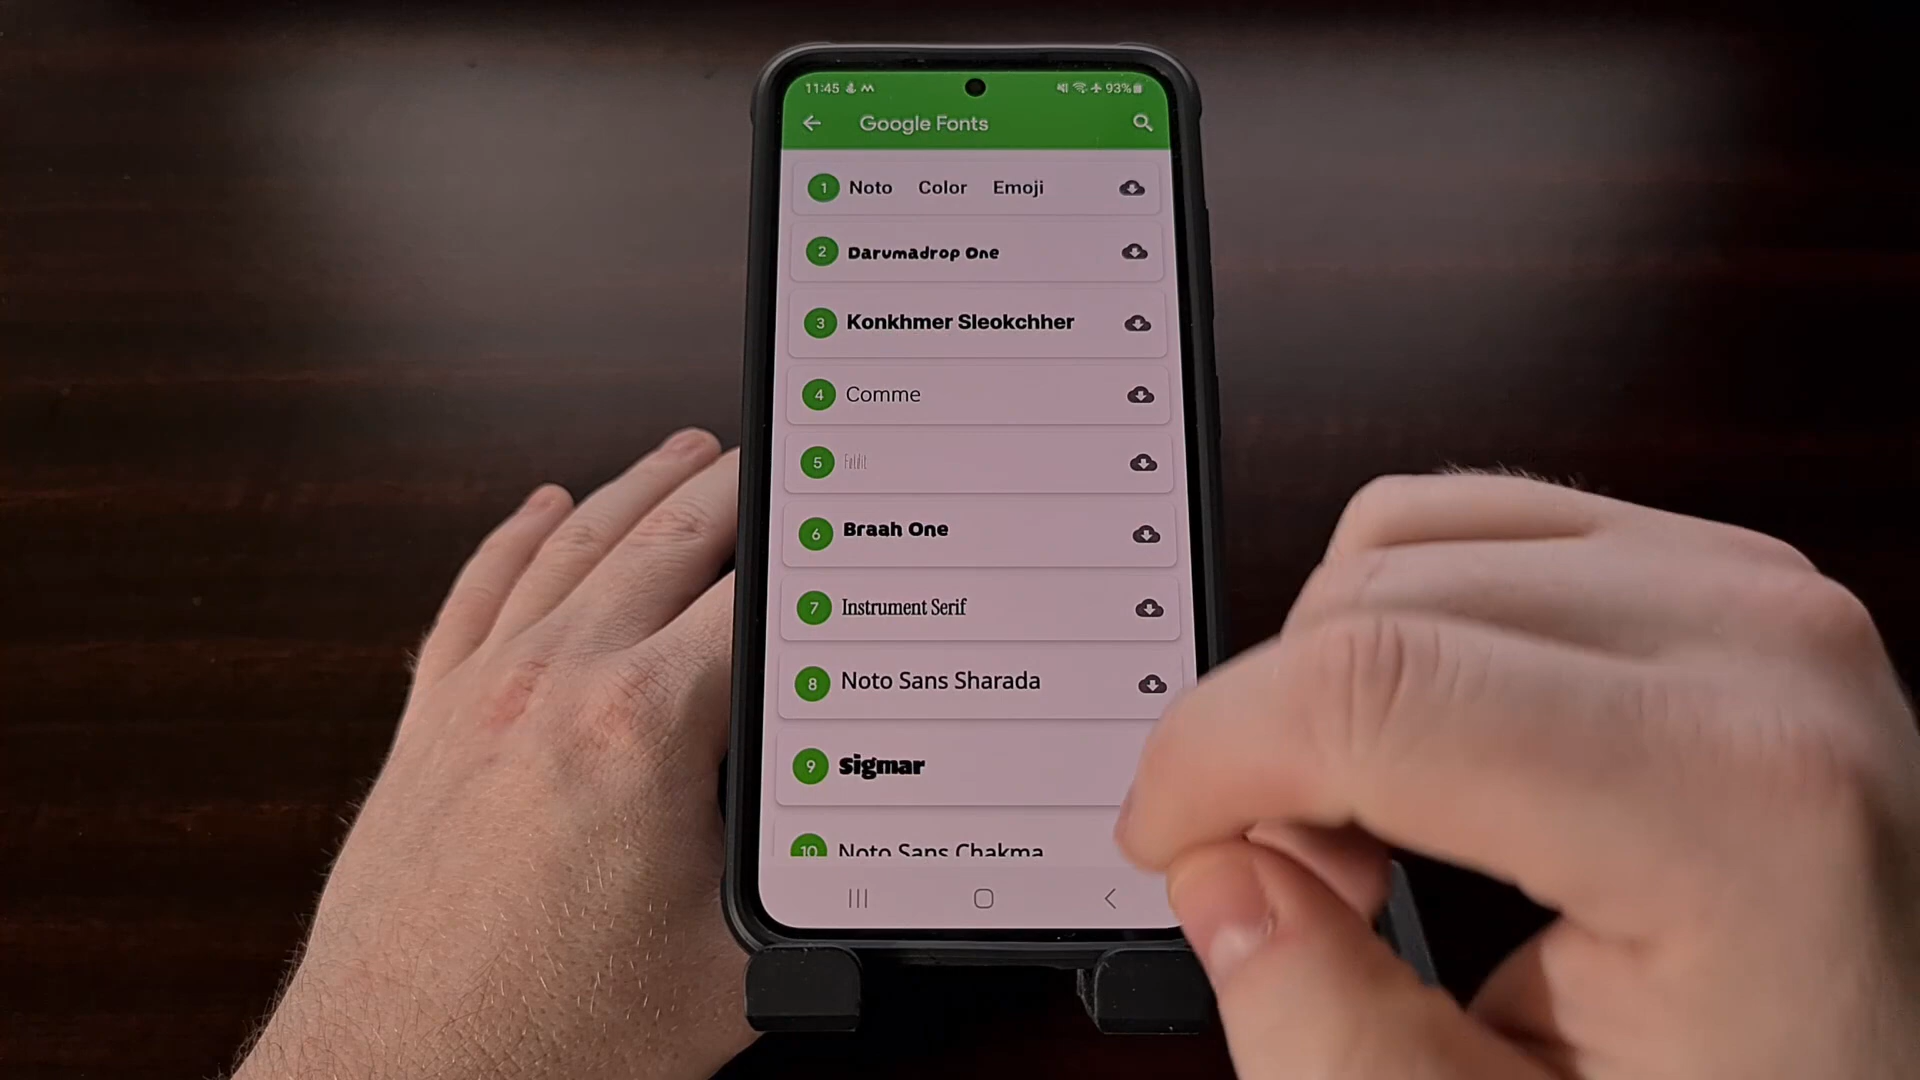 11:45 93%
Google Fonts
1 Noto Color Emoji
2 Darumadrop One
3 Konkhmer Sleokchher
4 Comme
5
6 Braah One
7 Instrument Serif
8 Noto Sans Sharada
9 Sigmar
10 Noto Sans Chakma